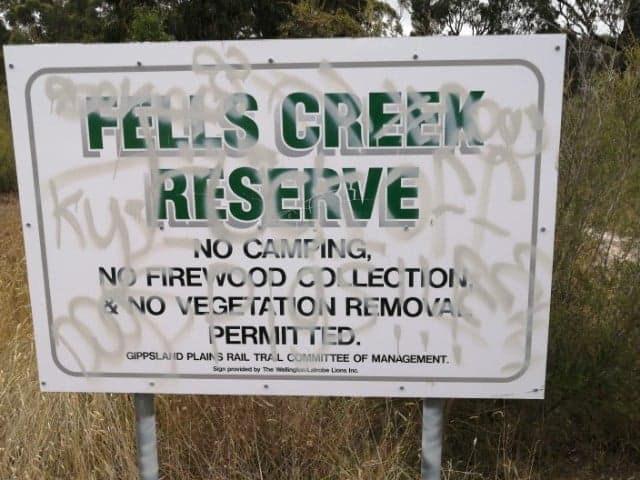 FELLS CREEK
RESERVE
NO CAMPING,
NO FIREWOOD COLLECTION,
& NO VEGETATION REMOVAL
PERMITTED.
GIPPSLAND PLAINS RAIL TRAIL COMMITTEE OF MANAGEMENT.
Sign provided by The Wellington-Latrobe Lions Inc.